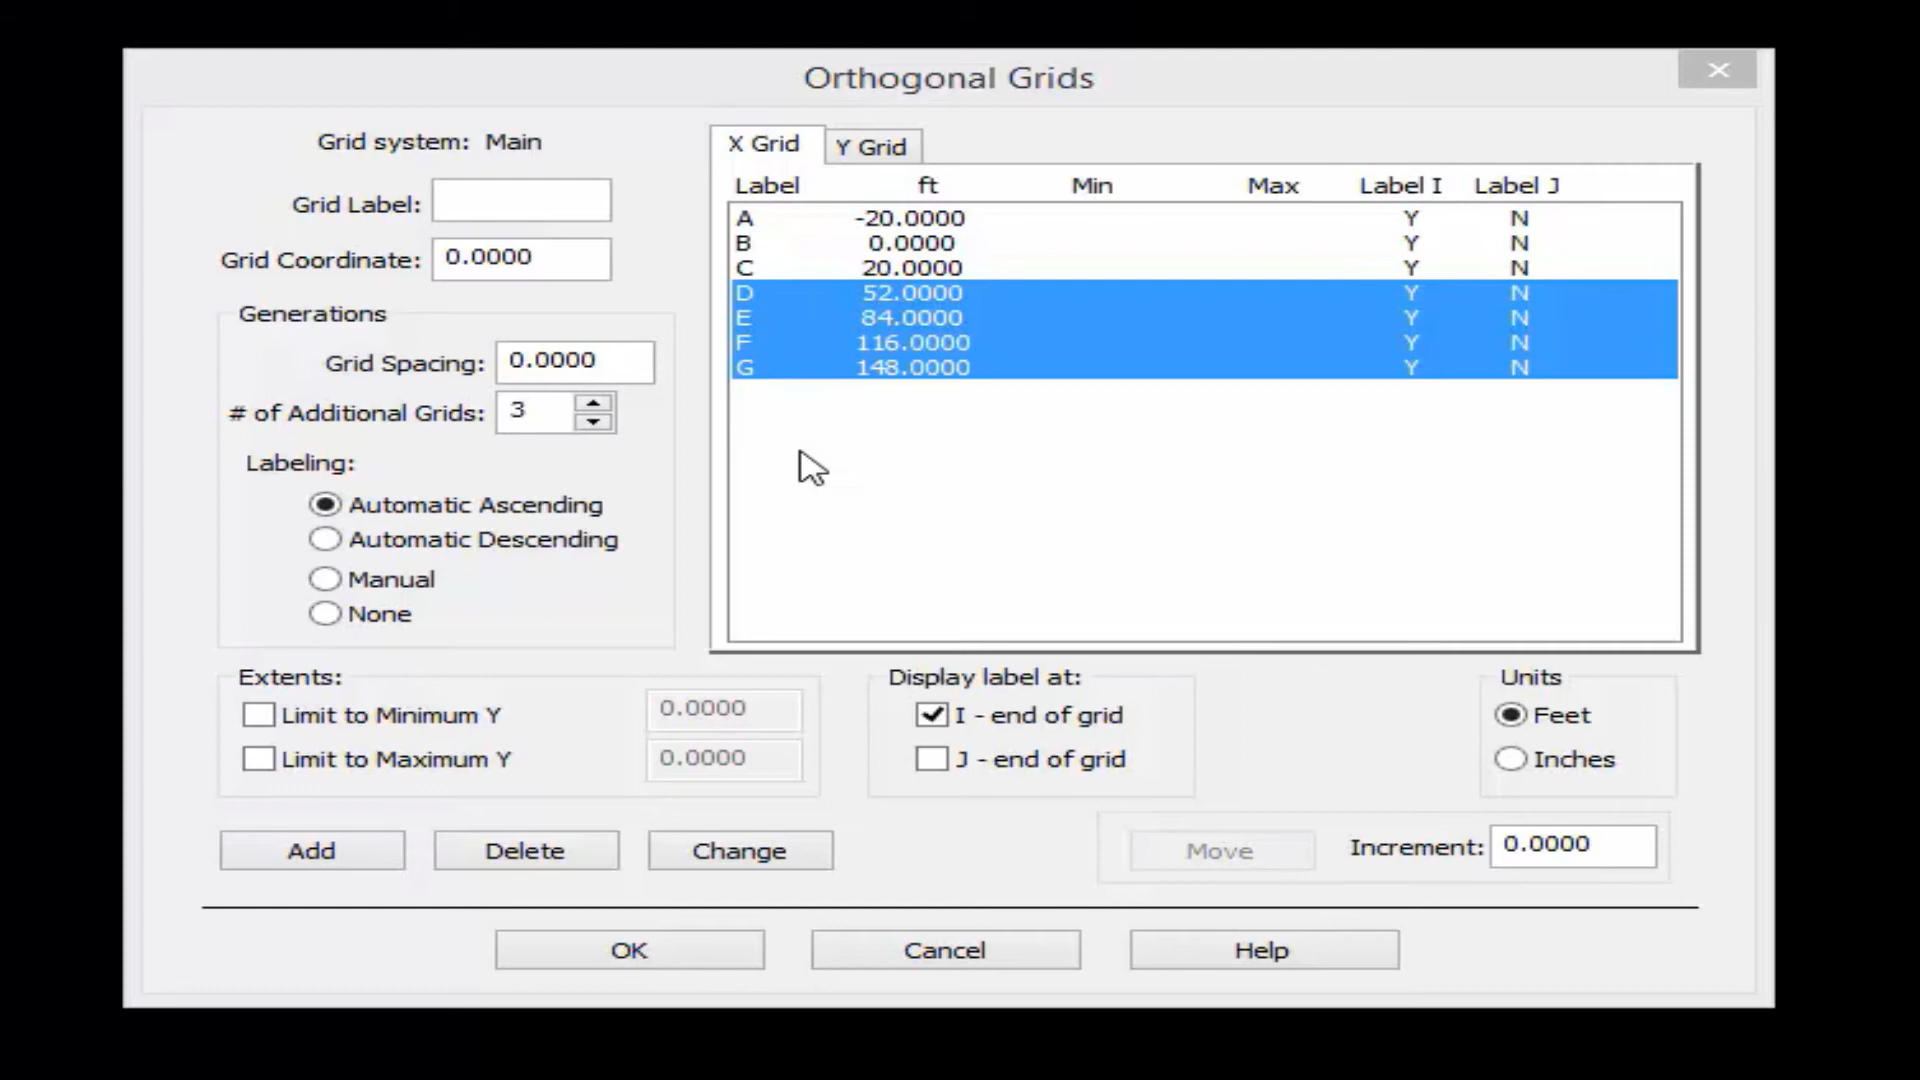 Orthogonal Grids
Grid system: Main
Grid Label:
Grid Coordinate: 0.0000
Generations
Grid Spacing: 0.0000
# of Additional Grids: 3
Labeling:
Automatic Ascending
Automatic Descending
Manual
None
X Grid Y Grid
Label ft Min Max Label I Label J
A -20.0000 Y N
B 0.0000 Y N
C 20.0000 Y N
D 52.0000 Y N
E 84.0000 Y N
F 116.0000 Y N
G 148.0000 Y N
Extents:
Limit to Minimum Y 0.0000
Limit to Maximum Y 0.0000
Display label at:
I - end of grid
J - end of grid
Units
Feet
Inches
Add Delete Change
Move Increment: 0.0000
OK Cancel Help